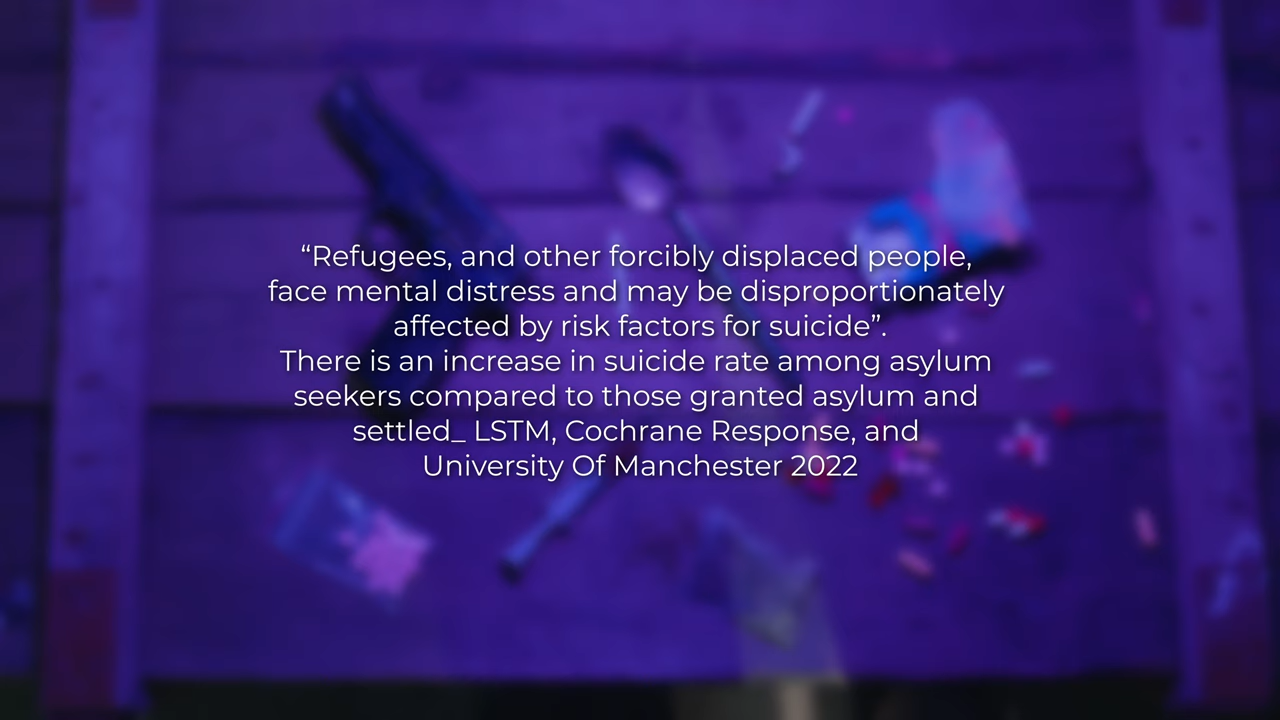 “Refugees, and other forcibly displaced people,
face mental distress and may be disproportionately
affected by risk factors for suicide”.
There is an increase in suicide rate among asylum
seekers compared to those granted asylum and
settled_ LSTM, Cochrane Response, and
University Of Manchester 2022